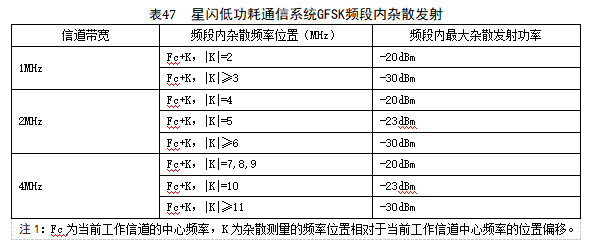 表47 星闪低功耗通信系统GFSK频段内杂散发射
信道带宽 频段内杂散频率位置（MHz） 频段内最大杂散发射功率
1MHz
Fc+K，|K|=2 -20dBm
Fc+K，|K|≥3 -30dBm
2MHz
Fc+K，|K|=4 -20dBm
Fc+K，|K|=5 -23dBm
Fc+K，|K|≥6 -30dBm
4MHz
Fc+K，|K|=7,8,9 -20dBm
Fc+K，|K|=10 -23dBm
Fc+K，|K|≥11 -30dBm
注1：Fc为当前工作信道的中心频率，K为杂散测量的频率位置相对于当前工作信道中心频率的位置偏移。